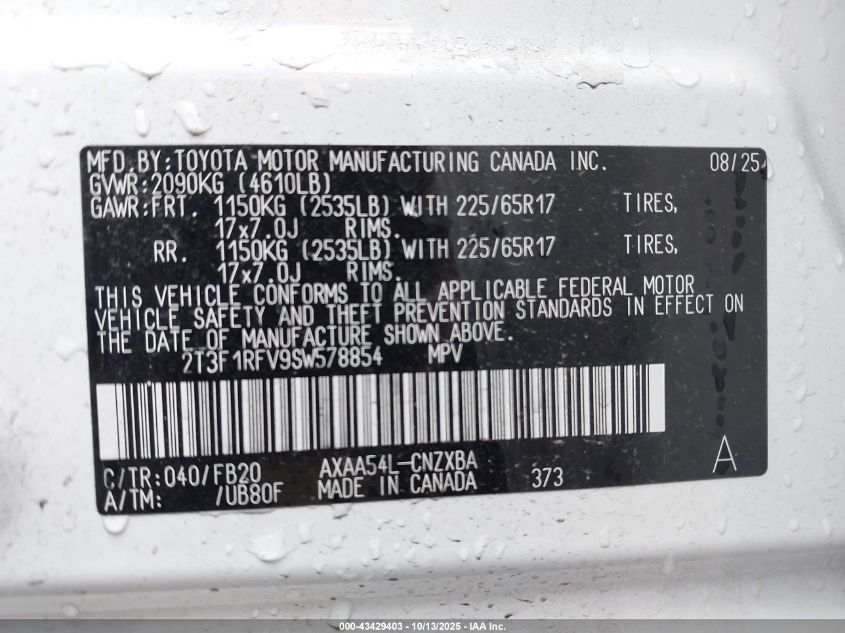 MFD.BY:TOYOTA MOTOR MANUFACTURING CANADA INC. 08/25
GVWR:2090KG (4610LB)
GAWR:FRT. 1150KG (2535LB) WITH 225/65R17 TIRES,
17x7.0J RIMS.
RR. 1150KG (2535LB) WITH 225/65R17 TIRES,
17x7.0J RIMS.
THIS VEHICLE CONFORMS TO ALL APPLICABLE FEDERAL MOTOR
VEHICLE SAFETY AND THEFT PREVENTION STANDARDS IN EFFECT ON
THE DATE OF MANUFACTURE SHOWN ABOVE.
2T3F1RFV9SW578854 MPV
C/TR:040/FB20 AXAA54L-CNZXBA A
A/TM: /UB80F MADE IN CANADA 373
000-43429403 - 10/13/2025 - IAA Inc.